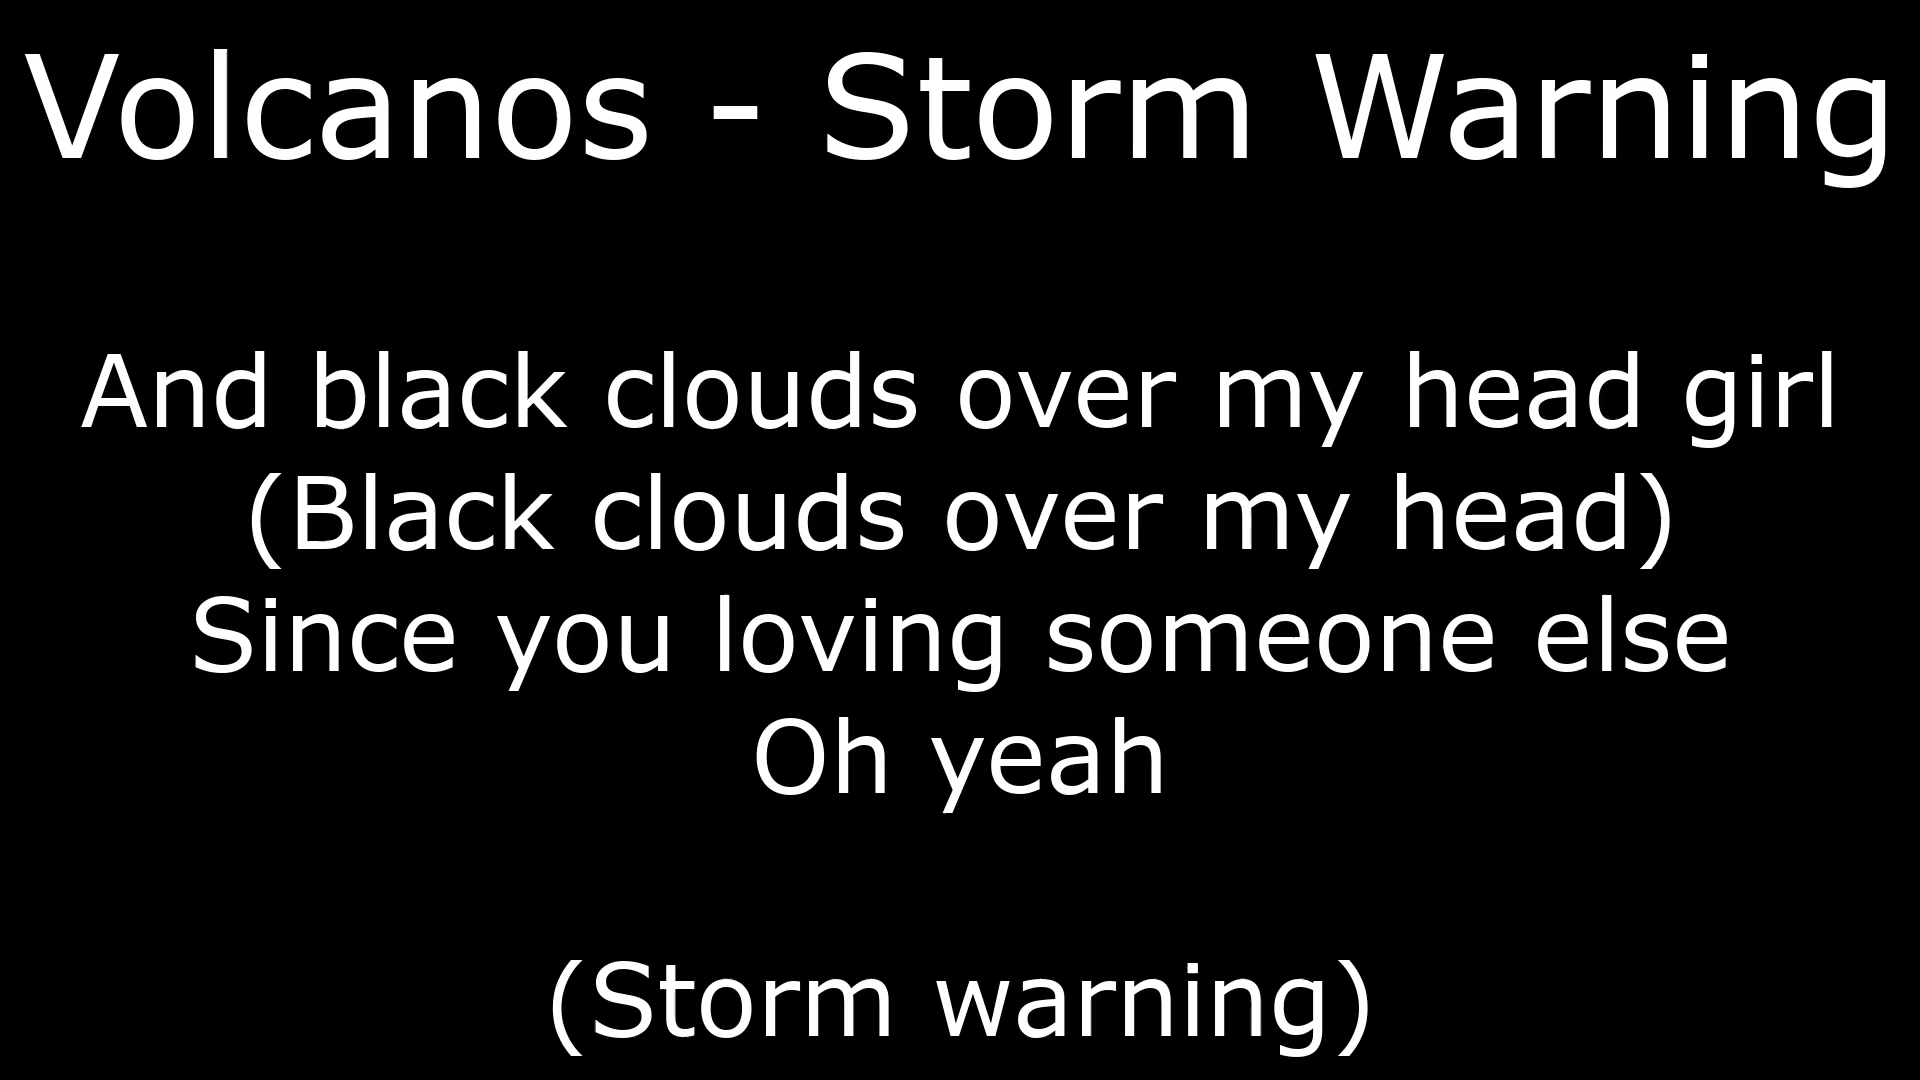 Volcanos - Storm Warning
And black clouds over my head girl
(Black clouds over my head)
Since you loving someone else
Oh yeah
(Storm warning)